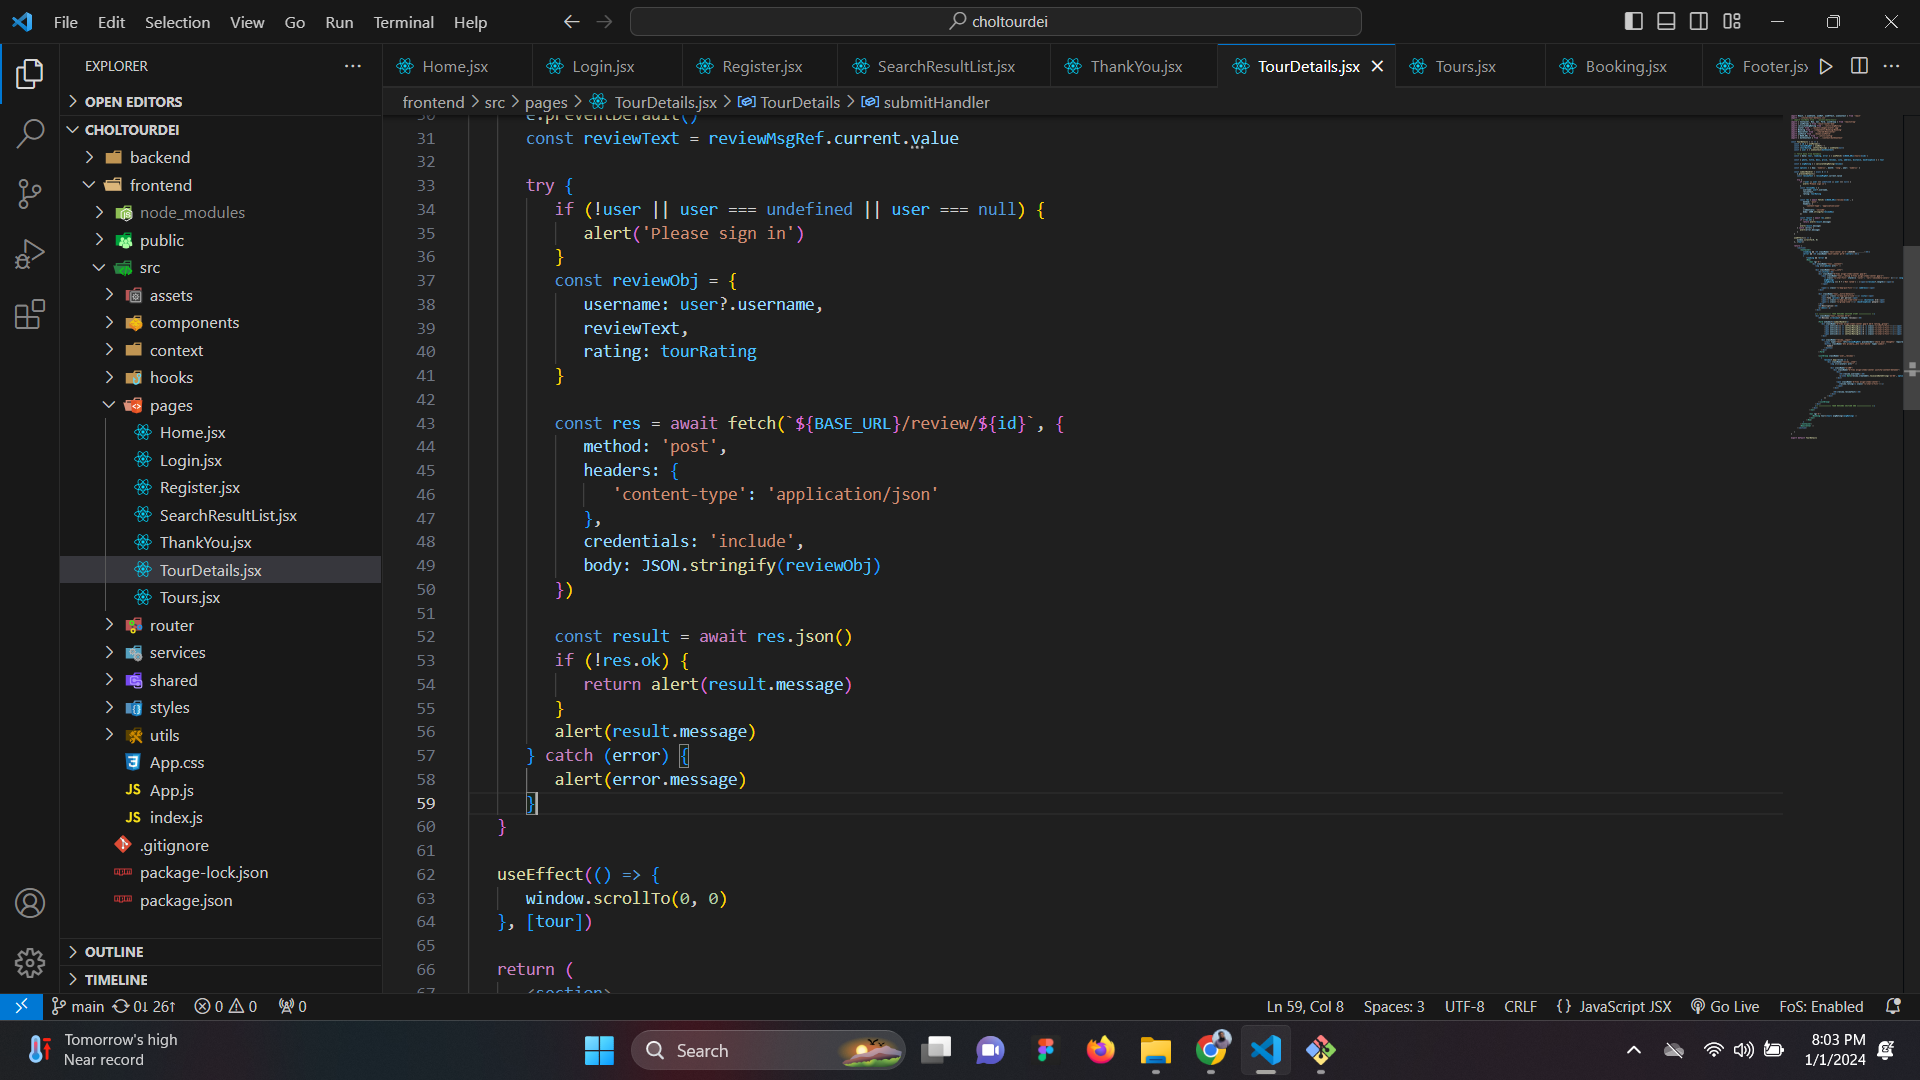 File Edit Selection View Go Run Terminal Help
choltourdei
EXPLORER
OPEN EDITORS
CHOLTOURDEI
backend
frontend
node_modules
public
src
assets
components
context
hooks
pages
Home.jsx
Login.jsx
Register.jsx
SearchResultList.jsx
ThankYou.jsx
TourDetails.jsx
Tours.jsx
router
services
shared
styles
utils
App.css
App.js
index.js
.gitignore
package-lock.json
package.json
OUTLINE
TIMELINE
Home.jsx Login.jsx Register.jsx SearchResultList.jsx ThankYou.jsx TourDetails.jsx Tours.jsx Booking.jsx Footer.jsx
frontend > src > pages > TourDetails.jsx > TourDetails > submitHandler
30 e.preventDefault()
31 const reviewText = reviewMsgRef.current.value
32
33 try {
34 if (!user || user === undefined || user === null) {
35 alert('Please sign in')
36 }
37 const reviewObj = {
38 username: user?.username,
39 reviewText,
40 rating: tourRating
41 }
42
43 const res = await fetch(`${BASE_URL}/review/${id}`, {
44 method: 'post',
45 headers: {
46 'content-type': 'application/json'
47 },
48 credentials: 'include',
49 body: JSON.stringify(reviewObj)
50 })
51
52 const result = await res.json()
53 if (!res.ok) {
54 return alert(result.message)
55 }
56 alert(result.message)
57 } catch (error) {
58 alert(error.message)
59 }
60 }
61
62 useEffect(() => {
63 window.scrollTo(0, 0)
64 }, [tour])
65
66 return (
67 <section>
main 0↓ 26↑ 0 0 0
Ln 59, Col 8 Spaces: 3 UTF-8 CRLF {} JavaScript JSX Go Live FoS: Enabled
Tomorrow's high
Near record
Search
8:03 PM
1/1/2024